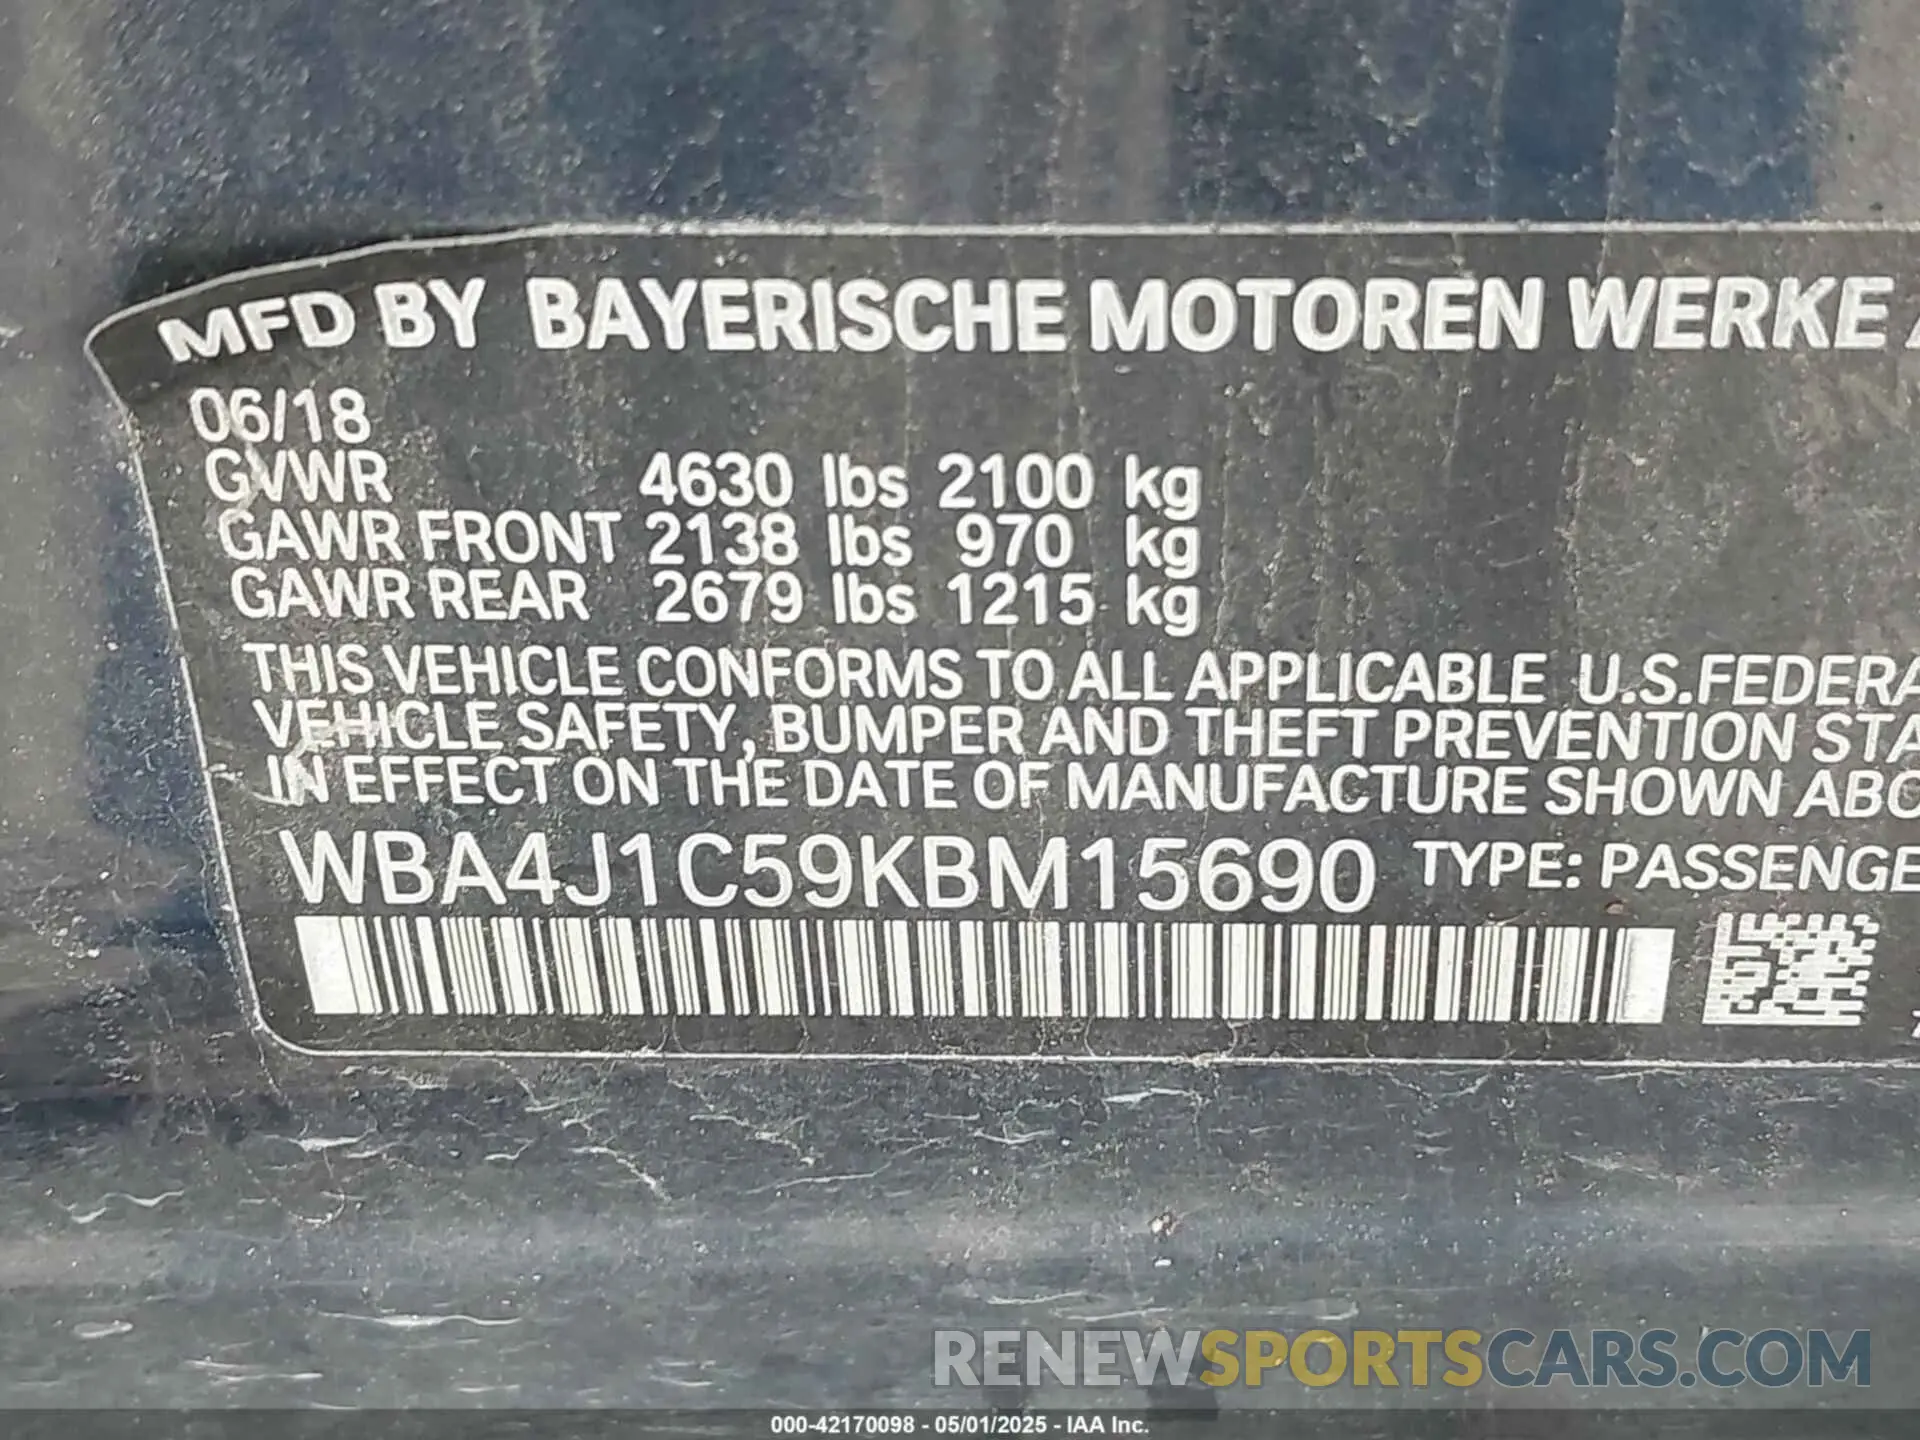 MFD BY BAYERISCHE MOTOREN WERKE
06/18
GVWR 4630 lbs 2100 kg
GAWR FRONT 2138 lbs 970 kg
GAWR REAR 2679 lbs 1215 kg
THIS VEHICLE CONFORMS TO ALL APPLICABLE U.S.FEDERA
VEHICLE SAFETY, BUMPER AND THEFT PREVENTION STA
IN EFFECT ON THE DATE OF MANUFACTURE SHOWN ABO
WBA4J1C59KBM15690 TYPE: PASSENGE
RENEWSPORTSCARS.COM
000-42170098 - 05/01/2025 - IAA Inc.